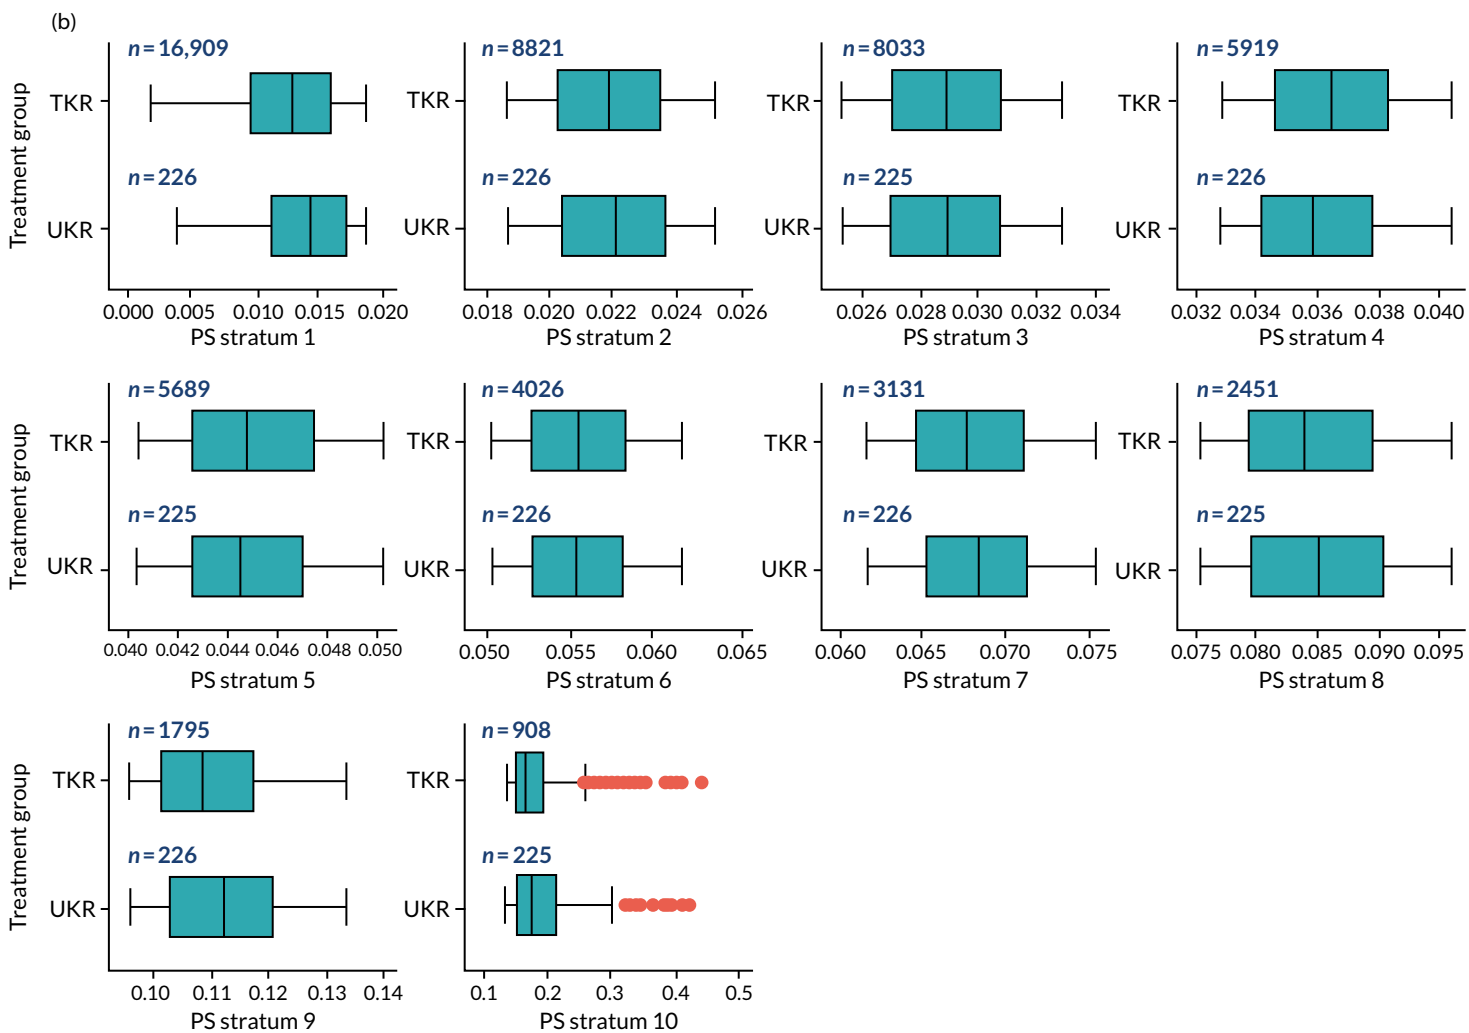 (b)
Treatment group
n=16,909
TKR
n=226
UKR
0.000 0.005 0.010 0.015 0.020
PS stratum 1
n=8821
TKR
n=226
UKR
0.018 0.020 0.022 0.024 0.026
PS stratum 2
n=8033
TKR
n=225
UKR
0.026 0.028 0.030 0.032 0.034
PS stratum 3
n=5919
TKR
n=226
UKR
0.032 0.034 0.036 0.038 0.040
PS stratum 4
Treatment group
n=5689
TKR
n=225
UKR
0.040 0.042 0.044 0.046 0.048 0.050
PS stratum 5
n=4026
TKR
n=226
UKR
0.050 0.055 0.060 0.065
PS stratum 6
n=3131
TKR
n=226
UKR
0.060 0.065 0.070 0.075
PS stratum 7
n=2451
TKR
n=225
UKR
0.075 0.080 0.085 0.090 0.095
PS stratum 8
Treatment group
n=1795
TKR
n=226
UKR
0.10 0.11 0.12 0.13 0.14
PS stratum 9
n=908
TKR
n=225
UKR
0.1 0.2 0.3 0.4 0.5
PS stratum 10